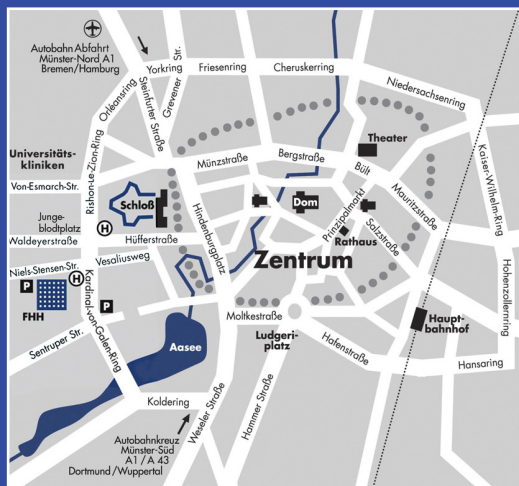 Autobahn Abfahrt
Münster-Nord A1
Bremen/Hamburg
Orléansring
Yorkring
Steinfurter Straße
Grevener Str.
Friesenring
Cheruskerring
Niedersachsenring
Universitäts-
kliniken
Rishon-Le-Zion-Ring
Münzstraße
Bergstraße
Theater
Bült
Kaiser-Wilhelm-Ring
Von-Esmarch-Str.
Schloß
Dom
Prinzipalmarkt
Mauritzstraße
Junge-
blodtplatz
H
Hindenburgplatz
Salzstraße
Waldeyerstraße
Hüfferstraße
Rathaus
Vesaliusweg
Zentrum
Niels-Stensen-Str.
H
P
P
FHH
Kardinal-von-Galen-Ring
Hohenzollernring
Moltkestraße
Haupt-
bahnhof
Ludgeri-
platz
Hafenstraße
Sentruper Str.
Aasee
Hansaring
Koldering
Weseler Straße
Hammer Straße
Autobahnkreuz
Münster-Süd
A1 / A 43
Dortmund/Wuppertal